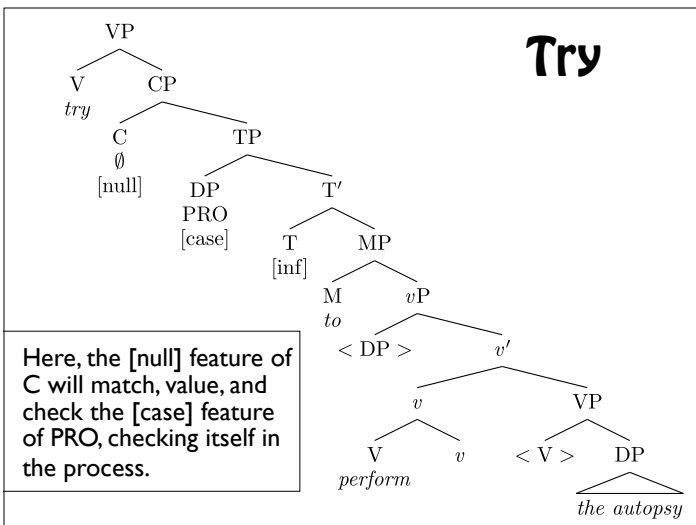 Try
VP
V CP
try
C TP
∅
[null] DP T′
PRO
[case] T MP
[inf]
M vP
to
< DP > v′
v VP
V v < V > DP
perform
the autopsy
Here, the [null] feature of
C will match, value, and
check the [case] feature
of PRO, checking itself in
the process.